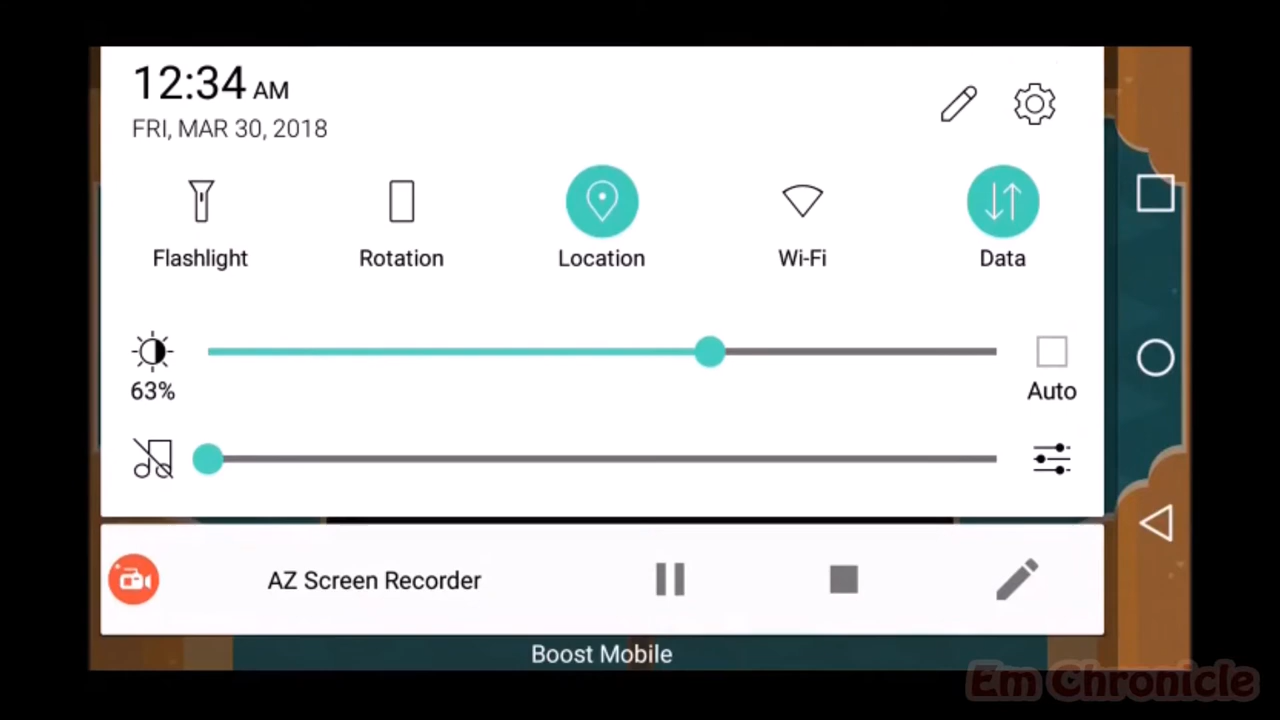 12:34 AM
FRI, MAR 30, 2018
Flashlight
Rotation
Location
Wi-Fi
Data
63%
Auto
AZ Screen Recorder
Boost Mobile
Em Chronicle